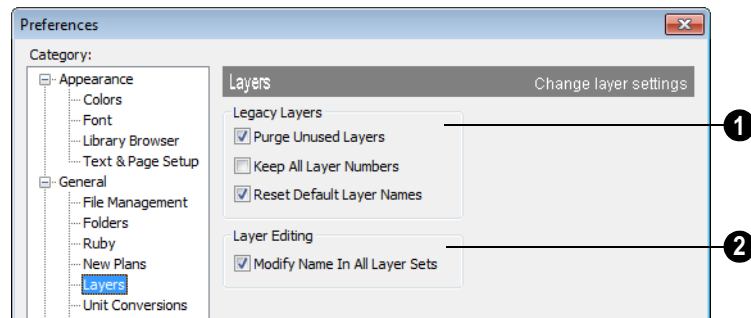 Preferences
Category:
Appearance
Colors
Font
Library Browser
Text & Page Setup
General
File Management
Folders
Ruby
New Plans
Layers
Unit Conversions
Layers Change layer settings
Legacy Layers
Purge Unused Layers
Keep All Layer Numbers
Reset Default Layer Names
1
Layer Editing
Modify Name In All Layer Sets
2